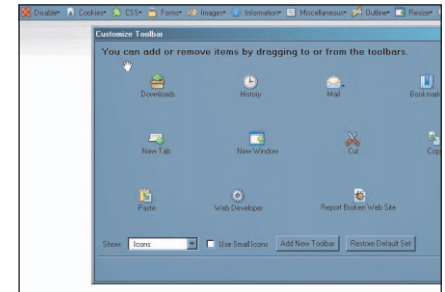 Disable Cookies CSS Forms Images Information Miscellaneous Outline Resize
Customize Toolbar
You can add or remove items by dragging to or from the toolbars.
Downloads History Mail Bookmark
New Tab New Window Cut Cop
Paste Web Developer Report Broken Web Site
Show: Icons Use Small Icons Add New Toolbar Restore Default Set